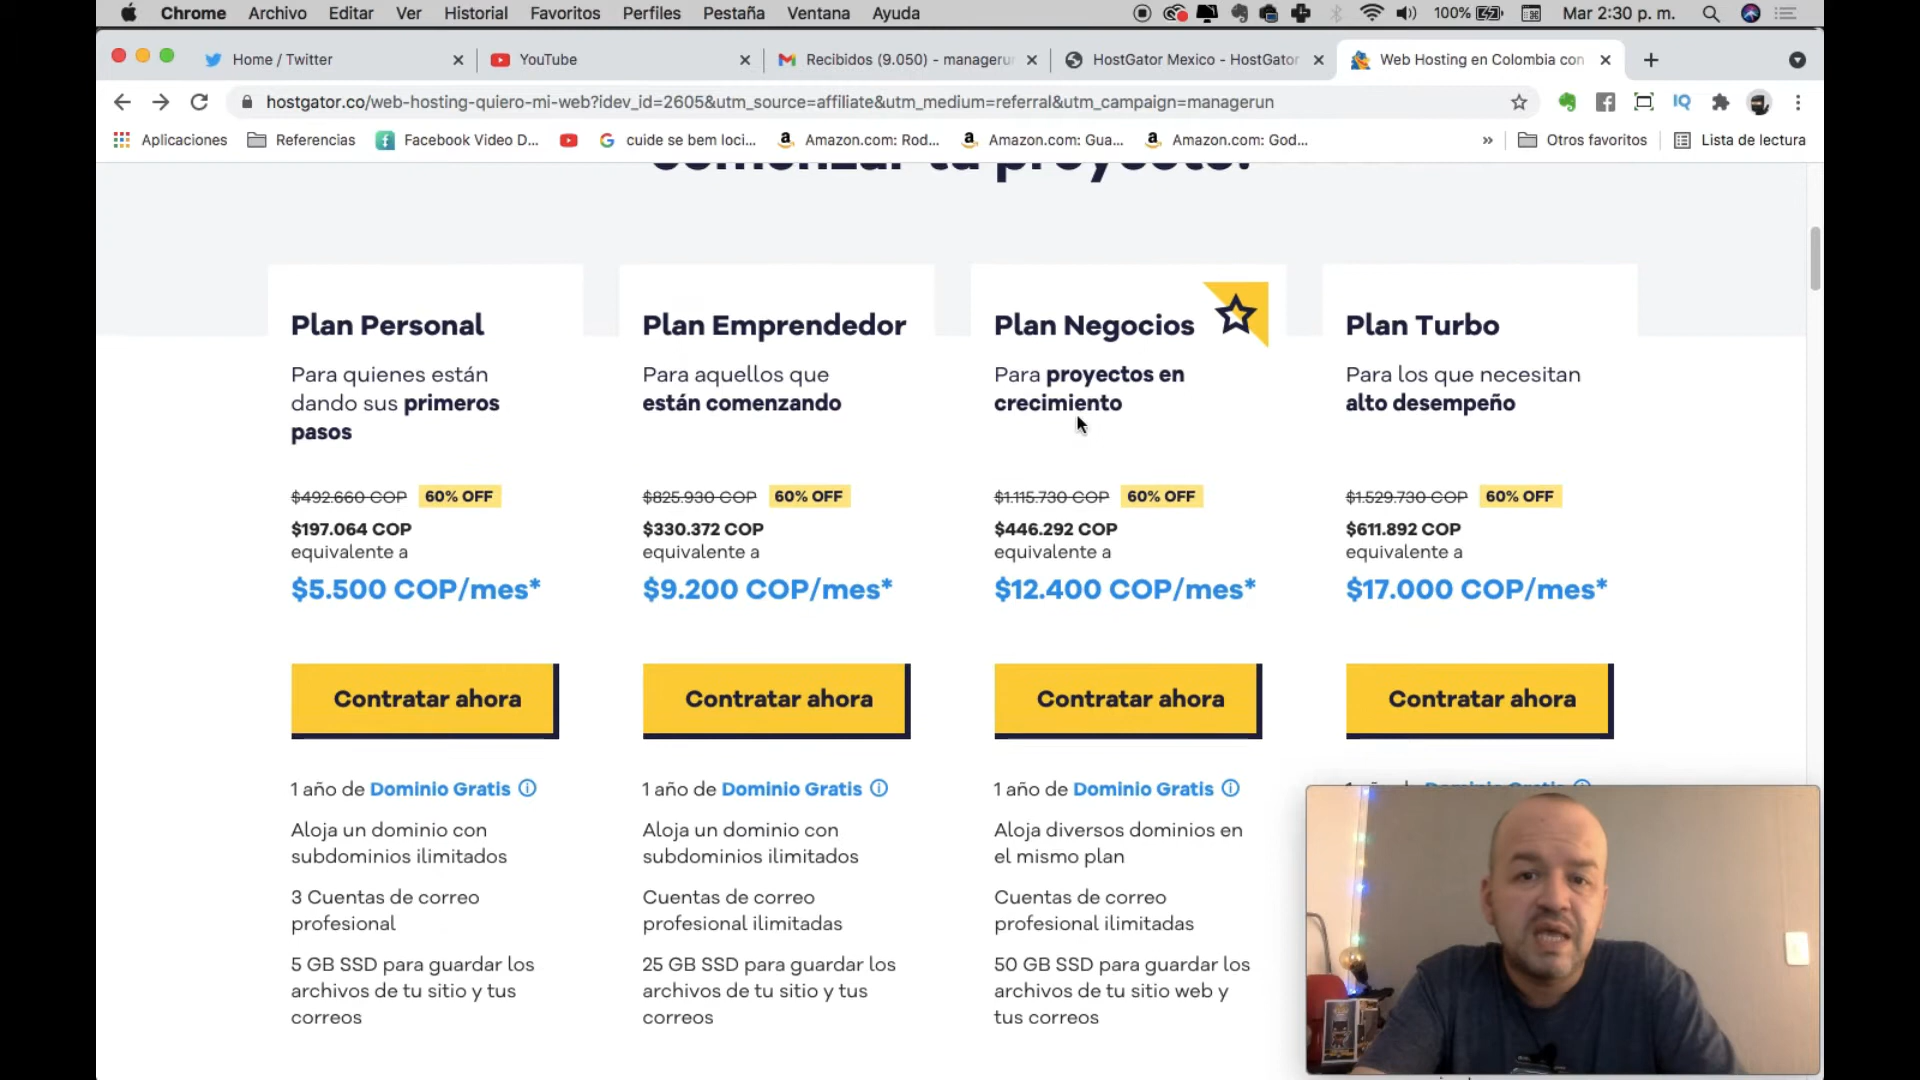 Chrome Archivo Editar Ver Historial Favoritos Perfiles Pestaña Ventana Ayuda 100% Mar 2:30 p. m.
Home / Twitter YouTube Recibidos (9.050) - manageru HostGator Mexico - HostGator Web Hosting en Colombia con
hostgator.co/web-hosting-quiero-mi-web?idev_id=2605&utm_source=affiliate&utm_medium=referral&utm_campaign=managerun
Aplicaciones Referencias Facebook Video D... cuide se bem loci... Amazon.com: Rod... Amazon.com: Gua... Amazon.com: God... » Otros favoritos Lista de lectura
comenzar tu proyecto!
Plan Personal
Para quienes están
dando sus primeros
pasos
$492.660 COP 60% OFF
$197.064 COP
equivalente a
$5.500 COP/mes*
Contratar ahora
1 año de Dominio Gratis
Aloja un dominio con
subdominios ilimitados
3 Cuentas de correo
profesional
5 GB SSD para guardar los
archivos de tu sitio y tus
correos
Plan Emprendedor
Para aquellos que
están comenzando
$825.930 COP 60% OFF
$330.372 COP
equivalente a
$9.200 COP/mes*
Contratar ahora
1 año de Dominio Gratis
Aloja un dominio con
subdominios ilimitados
Cuentas de correo
profesional ilimitadas
25 GB SSD para guardar los
archivos de tu sitio y tus
correos
Plan Negocios
Para proyectos en
crecimiento
$1.115.730 COP 60% OFF
$446.292 COP
equivalente a
$12.400 COP/mes*
Contratar ahora
1 año de Dominio Gratis
Aloja diversos dominios en
el mismo plan
Cuentas de correo
profesional ilimitadas
50 GB SSD para guardar los
archivos de tu sitio web y
tus correos
Plan Turbo
Para los que necesitan
alto desempeño
$1.529.730 COP 60% OFF
$611.892 COP
equivalente a
$17.000 COP/mes*
Contratar ahora